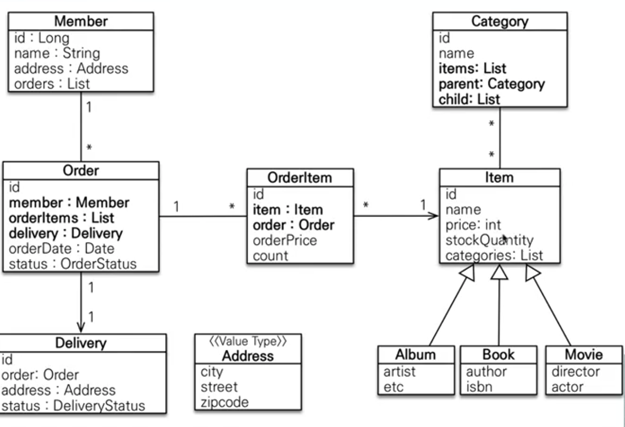 Member
id : Long
name : String
address : Address
orders : List
Category
id
name
items: List
parent: Category
child: List
1
*
*
*
Order
id
member : Member
orderItems : List
delivery : Delivery
orderDate : Date
status : OrderStatus
1
*
OrderItem
id
item : Item
order : Order
orderPrice
count
*
1
Item
id
name
price: int
stockQuantity
categories: List
1
1
Delivery
id
order: Order
address : Address
status : DeliveryStatus
《Value Type》
Address
city
street
zipcode
Album
artist
etc
Book
author
isbn
Movie
director
actor